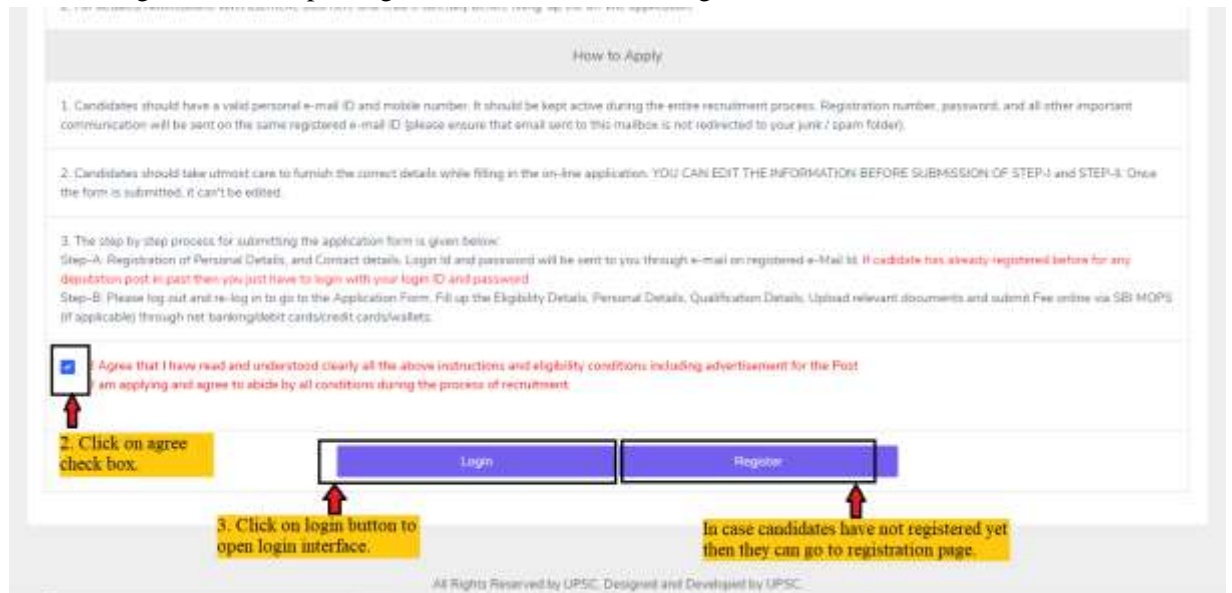 How to Apply
1. Candidates should have a valid personal e-mail ID and mobile number. It should be kept active during the entire recruitment process. Registration number, password, and all other important
communication will be sent on the same registered e-mail ID (please ensure that email sent to this mailbox is not redirected to your junk / spam folder).
2. Candidates should take utmost care to furnish the correct details while filling in the on-line application. YOU CAN EDIT THE INFORMATION BEFORE SUBMISSION OF STEP-I and STEP-II. Once
the form is submitted, it can't be edited.
3. The step by step process for submitting the application form is given below:
Step-A: Registration of Personal Details, and Contact details. Login Id and password will be sent to you through e-mail on registered e-Mail Id. If cadidate has already registered before for any
deputation post in past then you just have to login with your login ID and password
Step-B: Please log out and re-log in to go to the Application Form. Fill up the Eligibility Details, Personal Details, Qualification Details, Upload relevant documents and submit Fee online via SBI MOPS
(if applicable) through net banking/debit cards/credit cards/wallets.
Agree that I have read and understood clearly all the above instructions and eligibility conditions including advertisement for the Post
I am applying and agree to abide by all conditions during the process of recruitment
2. Click on agree
check box.
Login
Register
3. Click on login button to
open login interface.
In case candidates have not registered yet
then they can go to registration page.
All Rights Reserved by UPSC. Designed and Developed by UPSC.